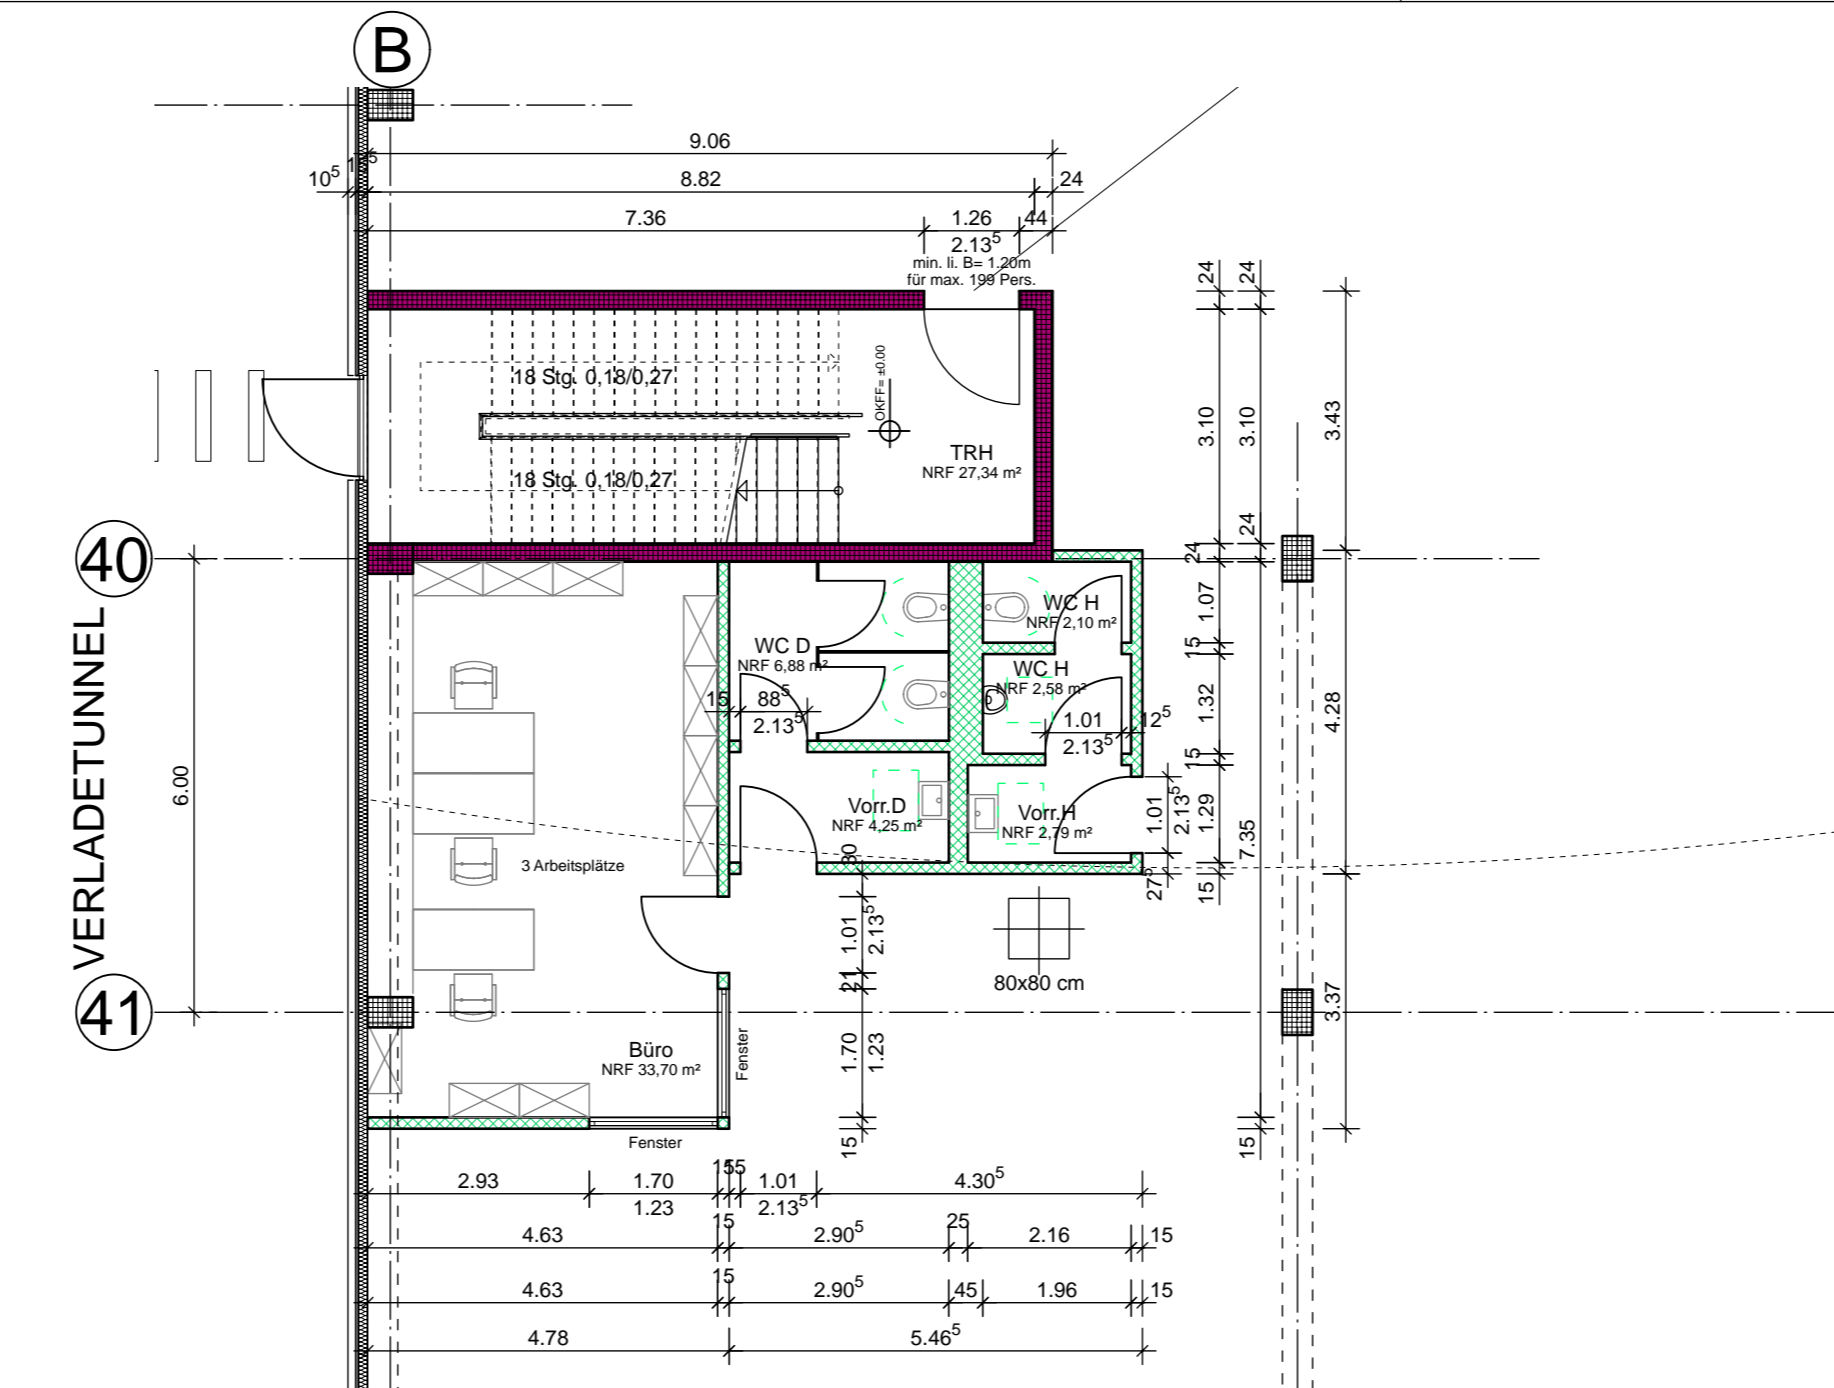 B
9.06
10⁵
8.82
24
7.36
1.26
44
2.13⁵
min. li. B= 1.20m
für max. 199 Pers.
24
24
18 Stg. 0,18/0,27
OKFF= ±0.00
3.10
3.10
3.43
TRH
NRF 27,34 m²
18 Stg. 0,18/0,27
24
24
40
VERLADETUNNEL
6.00
41
WC D
NRF 6,88 m²
WC H
NRF 2,10 m²
1.07
15
WC H
NRF 2,58 m²
15
88⁵
2.13⁵
1.01
2.13⁵
12⁵
1.32
4.28
15
Vorr.D
NRF 4,25 m²
Vorr.H
NRF 2,79 m²
1.01
2.13⁵
1.29
7.35
3 Arbeitsplätze
30
27⁵
15
1.01
2.13⁵
21
80x80 cm
3.37
Büro
NRF 33,70 m²
Fenster
1.70
1.23
Fenster
15
15
2.93
1.70
1.23
15
5
1.01
2.13⁵
4.30⁵
4.63
15
2.90⁵
25
2.16
15
4.63
15
2.90⁵
45
1.96
15
4.78
5.46⁵